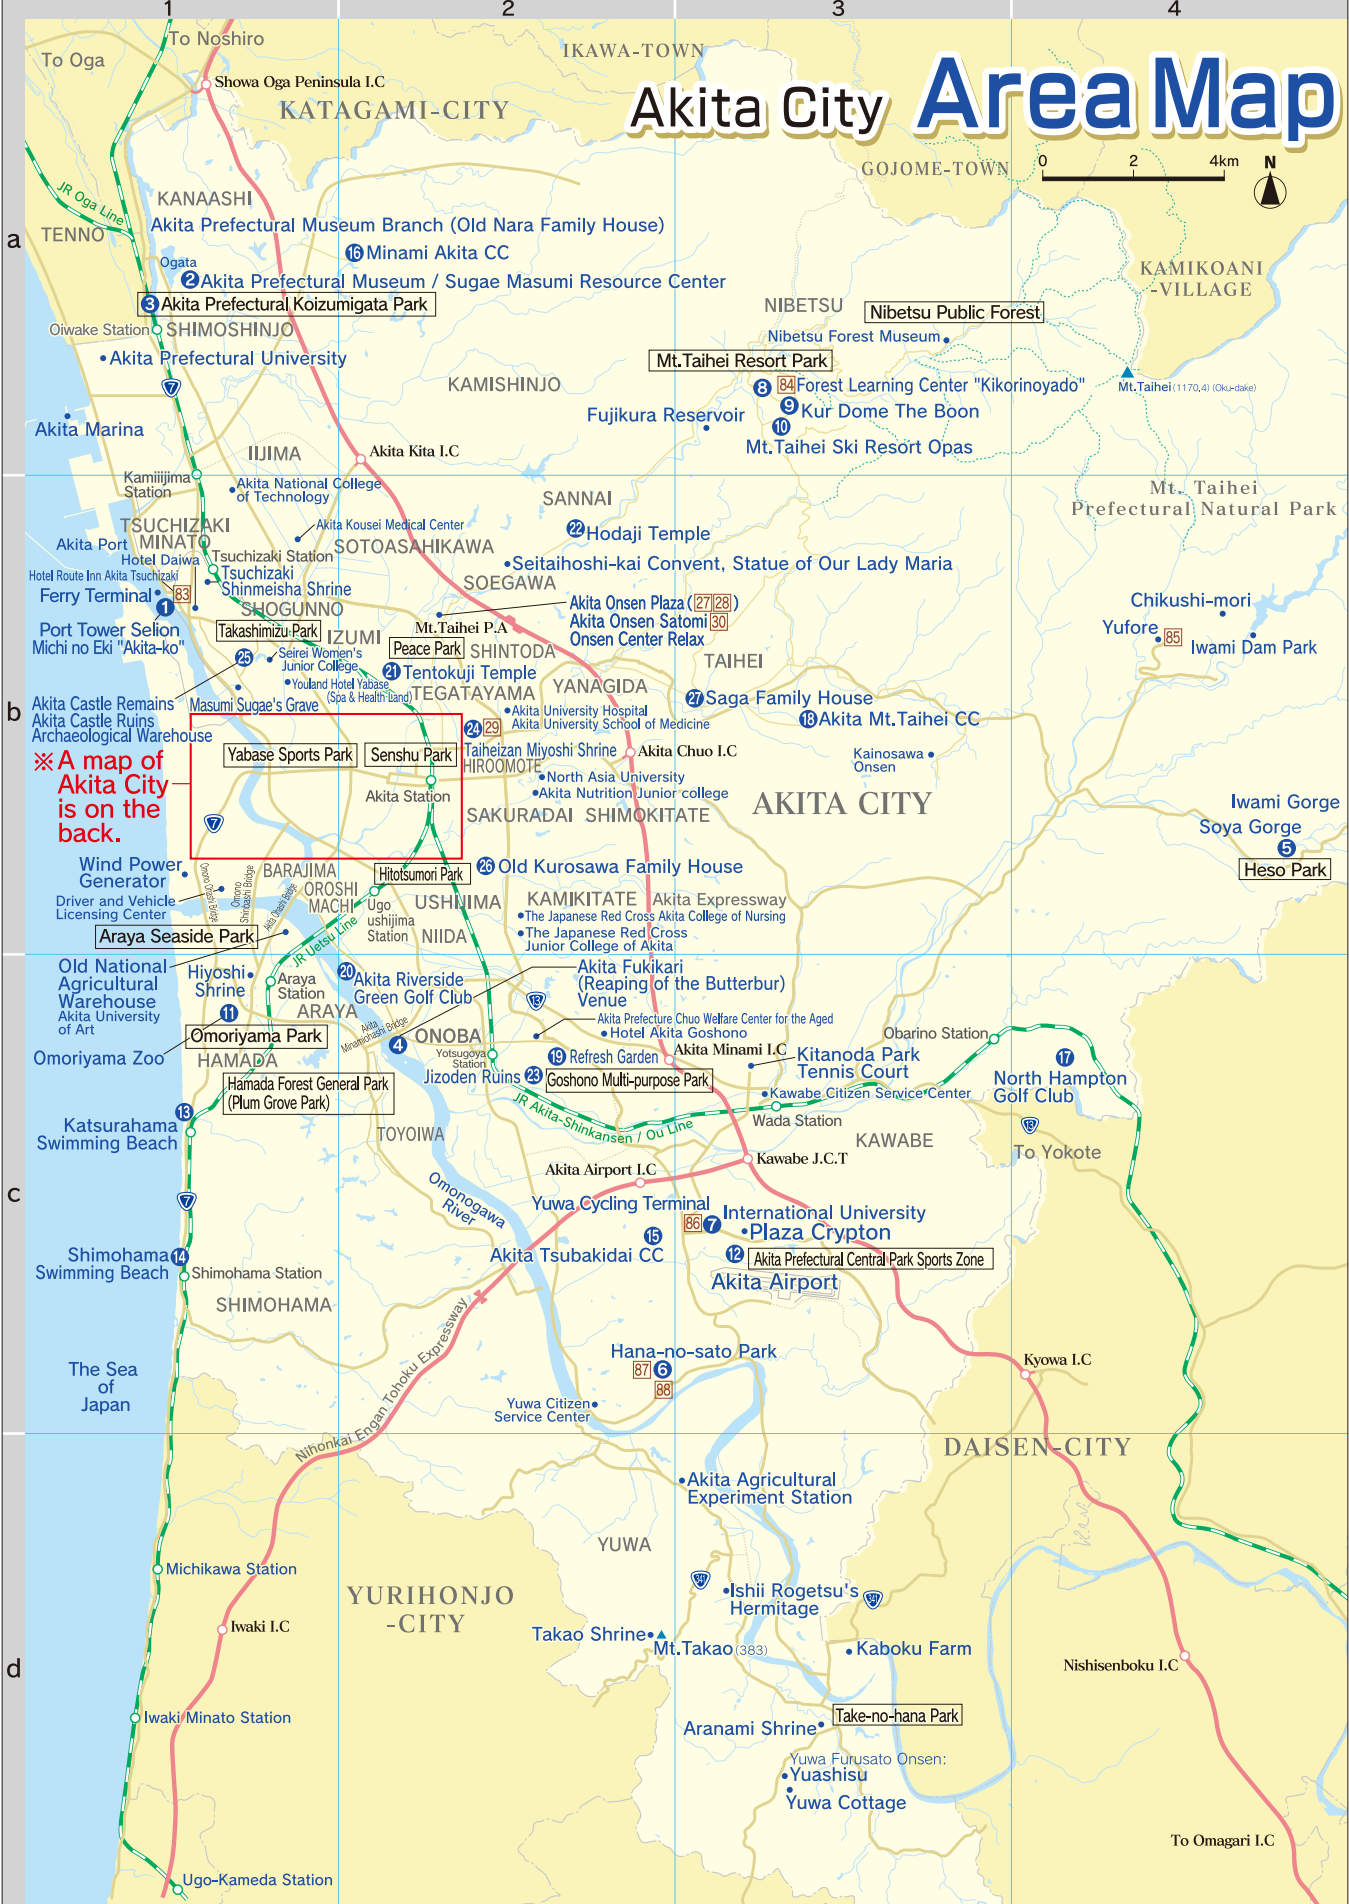 1
2
3
4
a
b
c
d
Akita City Area Map
0 2 4km
N
To Oga
To Noshiro
IKAWA-TOWN
Showa Oga Peninsula I.C
KATAGAMI-CITY
GOJOME-TOWN
JR Oga Line
TENNO
KANAASHI
Akita Prefectural Museum Branch (Old Nara Family House)
16 Minami Akita CC
Ogata
2 Akita Prefectural Museum / Sugae Masumi Resource Center
3 Akita Prefectural Koizumigata Park
Oiwake Station
SHIMOSHINJO
Akita Prefectural University
7
KAMIKOANI
-VILLAGE
NIBETSU
Nibetsu Public Forest
Nibetsu Forest Museum
Mt.Taihei Resort Park
8
84 Forest Learning Center "Kikorinoyado"
9 Kur Dome The Boon
10
Mt.Taihei Ski Resort Opas
Mt.Taihei (1170.4) (Oku-dake)
KAMISHINJO
Fujikura Reservoir
Akita Marina
IIJIMA
Akita Kita I.C
Kamiijima
Station
Akita National College
of Technology
SANNAI
Mt. Taihei
Prefectural Natural Park
TSUCHIZAKI
MINATO
Akita Port
Akita Kousei Medical Center
SOTOASAHIKAWA
22 Hodaji Temple
Hotel Daiwa
Tsuchizaki Station
Seitaihoshi-kai Convent, Statue of Our Lady Maria
Hotel Route Inn Akita Tsuchizaki
83
Tsuchizaki
Shinmeisha Shrine
SOEGAWA
Ferry Terminal
1
SHOGUNNO
Akita Onsen Plaza (27 28)
Akita Onsen Satomi 30
Onsen Center Relax
Port Tower Selion
Michi no Eki "Akita-ko"
Takashimizu Park
IZUMI
Mt.Taihei P.A
Peace Park
SHINTODA
TAIHEI
Chikushi-mori
Yufore
85
Iwami Dam Park
25
Seirei Women's
Junior College
21 Tentokuji Temple
Youland Hotel Yabase
(Spa & Health Land)
TEGATAYAMA
YANAGIDA
27 Saga Family House
Akita Castle Remains
Akita Castle Ruins
Archaeological Warehouse
Masumi Sugae's Grave
Akita University Hospital
Akita University School of Medicine
18 Akita Mt.Taihei CC
24 29
Taiheizan Miyoshi Shrine
HIROOMOTE
Akita Chuo I.C
Kainosawa
Onsen
※A map of
Akita City
is on the
back.
Yabase Sports Park
Senshu Park
Akita Station
7
North Asia University
Akita Nutrition Junior college
SAKURADAI
SHIMOKITATE
AKITA CITY
Iwami Gorge
Soya Gorge
5
Heso Park
Wind Power
Generator
Driver and Vehicle
Licensing Center
Omono Ohashi Bridge
Omono
Shinbashi Bridge
Akita Ohashi Bridge
BARAJIMA
OROSHI
MACHI
Hitotsumori Park
26 Old Kurosawa Family House
USHIJIMA
Ugo
ushijima
Station
KAMIKITATE
Akita Expressway
The Japanese Red Cross Akita College of Nursing
The Japanese Red Cross
Junior College of Akita
NIIDA
Araya Seaside Park
JR Uetsu Line
Old National
Agricultural
Warehouse
Akita University
of Art
Hiyoshi
Shrine
Araya
Station
20 Akita Riverside
Green Golf Club
Akita Fukikari
(Reaping of the Butterbur)
Venue
13
11
ARAYA
Omoriyama Park
Omoriyama Zoo
Akita
Minamiohashi Bridge
4
ONOBA
Akita Prefecture Chuo Welfare Center for the Aged
Hotel Akita Goshono
Obarino Station
HAMADA
Yotsugoya
Station
19 Refresh Garden
Akita Minami I.C
Kitanoda Park
Tennis Court
17
North Hampton
Golf Club
Hamada Forest General Park
(Plum Grove Park)
Jizoden Ruins 23
Goshono Multi-purpose Park
Kawabe Citizen Service Center
13
Katsurahama
Swimming Beach
JR Akita-Shinkansen / Ou Line
Wada Station
TOYOIWA
KAWABE
13
To Yokote
Akita Airport I.C
Kawabe J.C.T
7
Omonogawa
River
Yuwa Cycling Terminal
86 7
International University
Plaza Crypton
15
Akita Tsubakidai CC
12 Akita Prefectural Central Park Sports Zone
Akita Airport
Shimohama
Swimming Beach
14
Shimohama Station
SHIMOHAMA
The Sea
of
Japan
Nihonkai Engan Tohoku Expressway
Hana-no-sato Park
87 6
88
Kyowa I.C
Yuwa Citizen
Service Center
DAISEN-CITY
Akita Agricultural
Experiment Station
YUWA
Michikawa Station
YURIHONJO
-CITY
341
Ishii Rogetsu's
Hermitage
341
Iwaki I.C
Takao Shrine
Mt.Takao (383)
Kaboku Farm
Nishisenboku I.C
Iwaki Minato Station
Aranami Shrine
Take-no-hana Park
Yuwa Furusato Onsen:
Yuashisu
Yuwa Cottage
To Omagari I.C
Ugo-Kameda Station